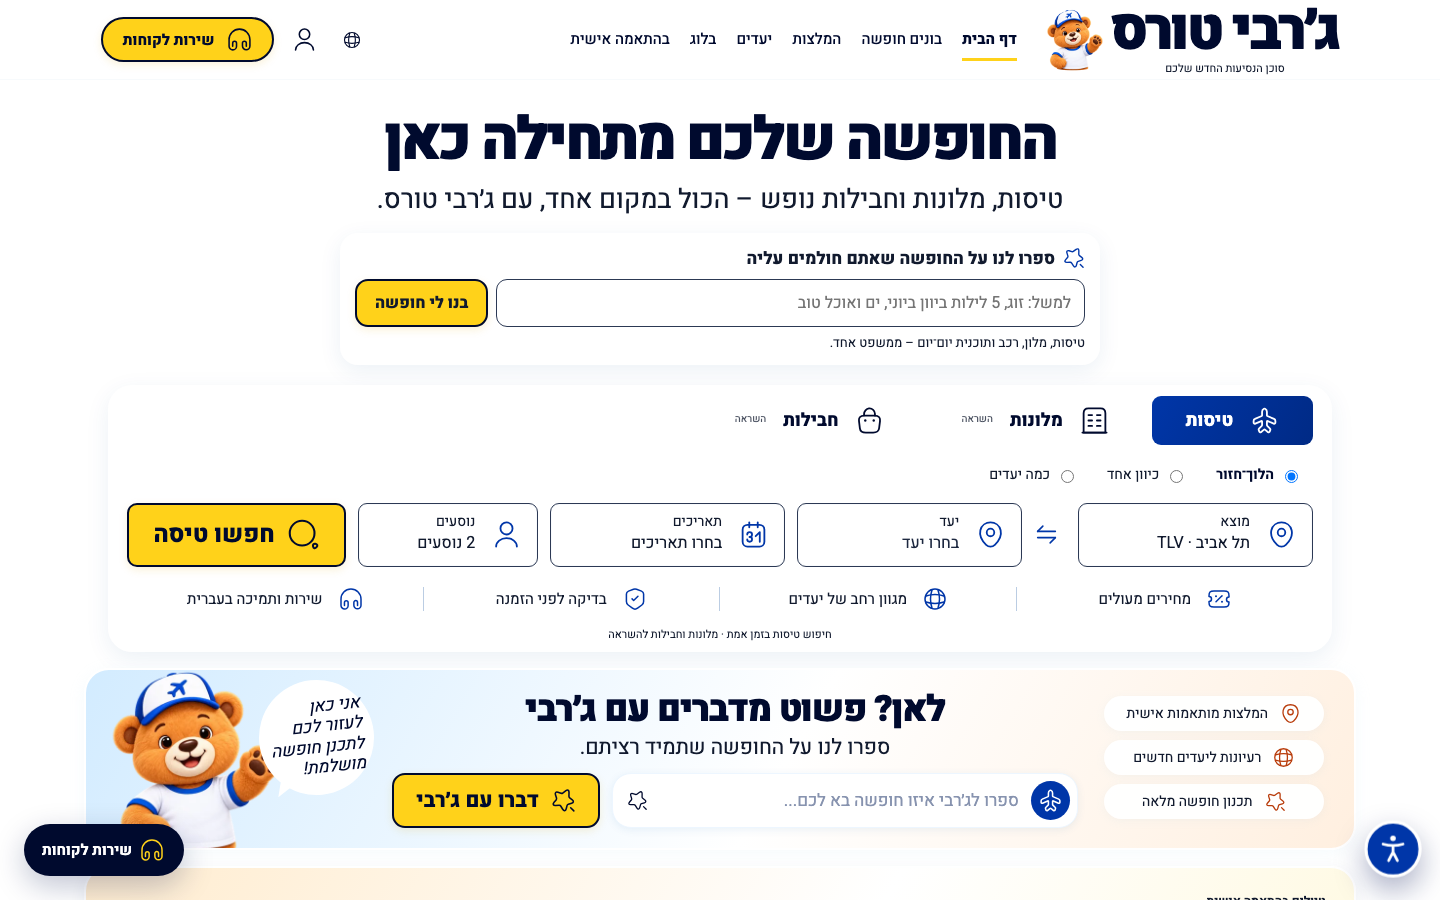 ג׳רבי טורס
סוכן הנסיעות החדש שלכם
דף הבית
בונים חופשה
המלצות
יעדים
בלוג
בהתאמה אישית
שירות לקוחות
החופשה שלכם מתחילה כאן
טיסות, מלונות וחבילות נופש – הכול במקום אחד, עם ג׳רבי טורס.
ספרו לנו על החופשה שאתם חולמים עליה
למשל: זוג, 5 לילות ביוון ביוני, ים ואוכל טוב
בנו לי חופשה
טיסות, מלון, רכב ותוכנית יום־יום – ממשפט אחד.
טיסות
מלונות
השראה
חבילות
השראה
הלוך־חזור
כיוון אחד
כמה יעדים
מוצא
תל אביב · TLV
יעד
בחרו יעד
תאריכים
בחרו תאריכים
31
נוסעים
2 נוסעים
חפשו טיסה
מחירים מעולים
מגוון רחב של יעדים
בדיקה לפני הזמנה
שירות ותמיכה בעברית
חיפוש טיסות בזמן אמת · מלונות וחבילות להשראה
המלצות מותאמות אישית
רעיונות ליעדים חדשים
תכנון חופשה מלאה
לאן? פשוט מדברים עם ג׳רבי
ספרו לנו על החופשה שתמיד רציתם.
ספרו לג׳רבי איזו חופשה בא לכם...
דברו עם ג׳רבי
אני כאן
לעזור לכם
לתכנן חופשה
מושלמת!
שירות לקוחות